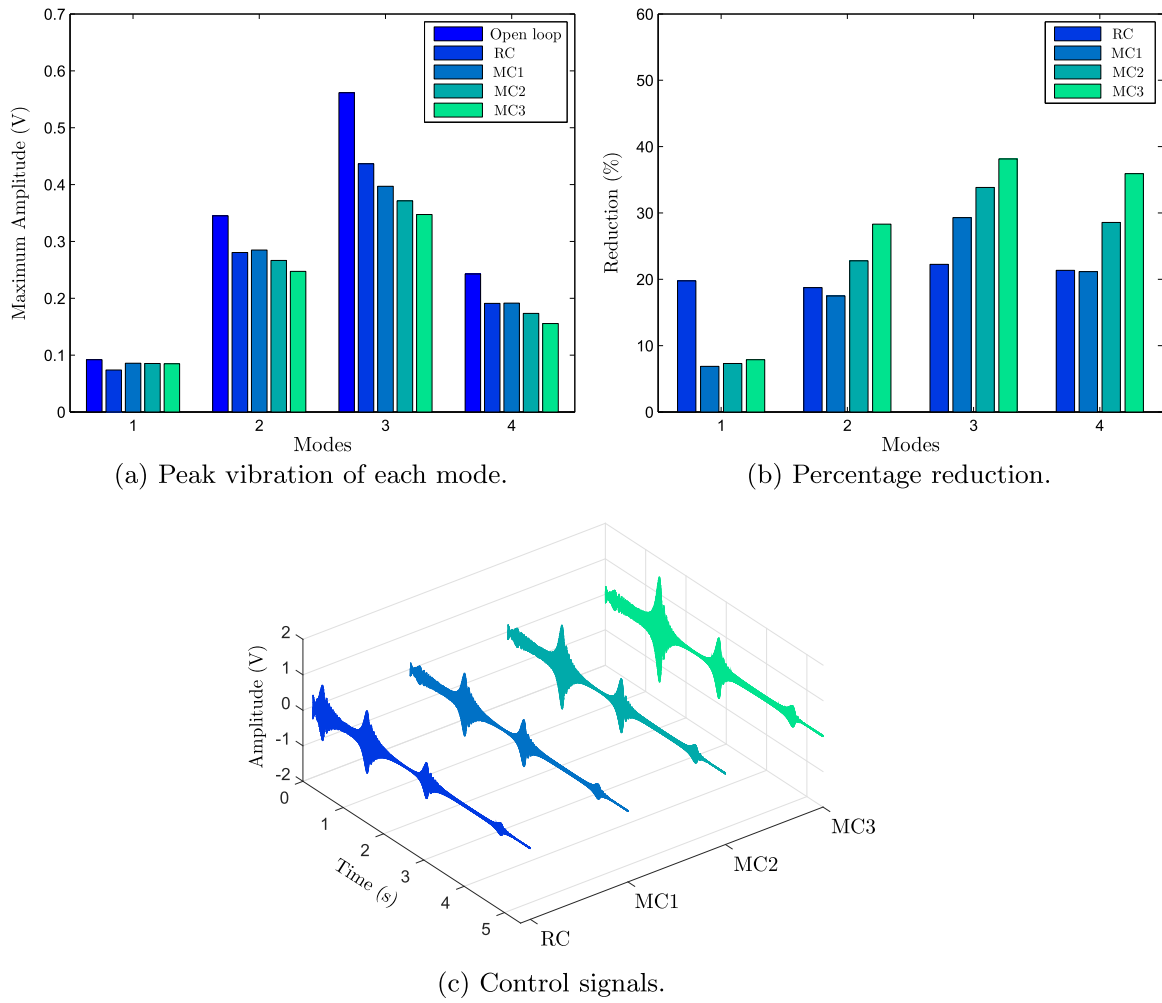 0.7
0.6
0.5
0.4
0.3
0.2
0.1
0
Maximum Amplitude (V)
Open loop
RC
MC1
MC2
MC3
1 2 3 4
Modes
(a) Peak vibration of each mode.
60
50
40
30
20
10
0
Reduction (%)
RC
MC1
MC2
MC3
1 2 3 4
Modes
(b) Percentage reduction.
2
1
0
-1
-2
Amplitude (V)
0
1
2
3
4
5
Time (s)
RC
MC1
MC2
MC3
(c) Control signals.